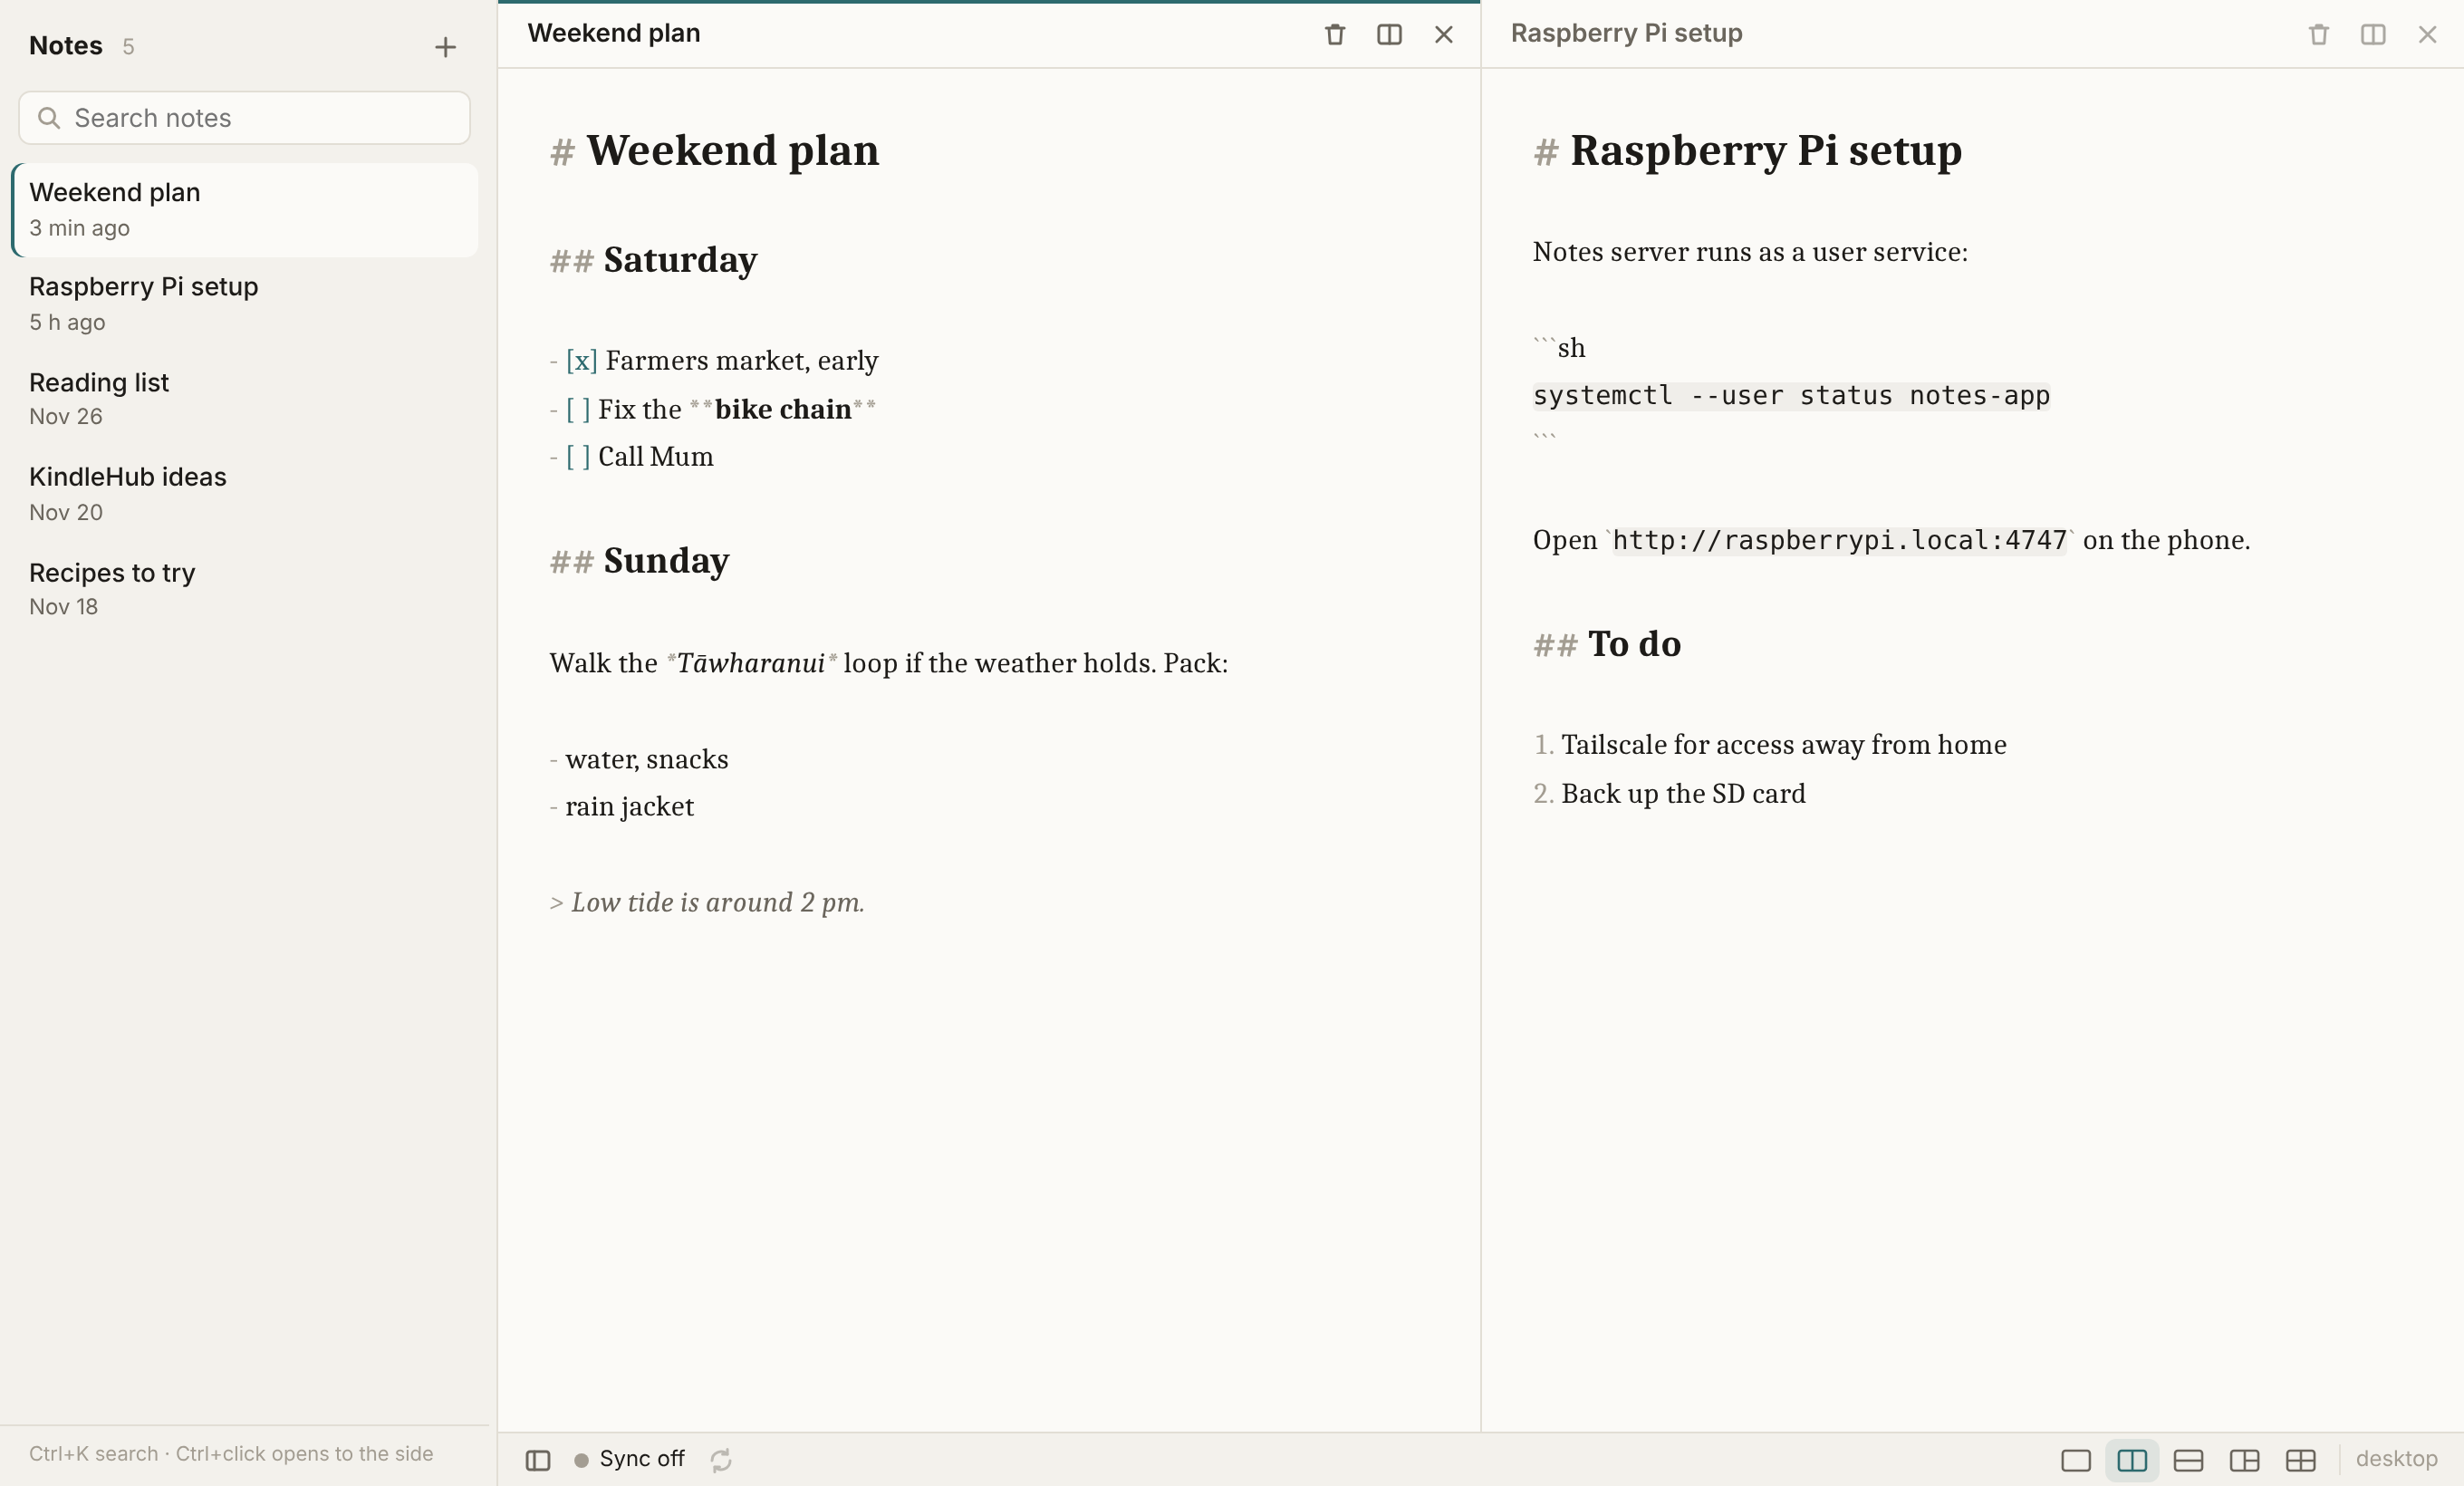 Notes 5
Search notes
Weekend plan
3 min ago
Raspberry Pi setup
5 h ago
Reading list
Nov 26
KindleHub ideas
Nov 20
Recipes to try
Nov 18
Ctrl+K search · Ctrl+click opens to the side
Weekend plan
# Weekend plan
## Saturday
- [x] Farmers market, early
- [ ] Fix the **bike chain**
- [ ] Call Mum
## Sunday
Walk the *Tāwharanui* loop if the weather holds. Pack:
- water, snacks
- rain jacket
> Low tide is around 2 pm.
Raspberry Pi setup
# Raspberry Pi setup
Notes server runs as a user service:
```sh
systemctl --user status notes-app
```
Open `http://raspberrypi.local:4747` on the phone.
## To do
1. Tailscale for access away from home
2. Back up the SD card
Sync off
desktop